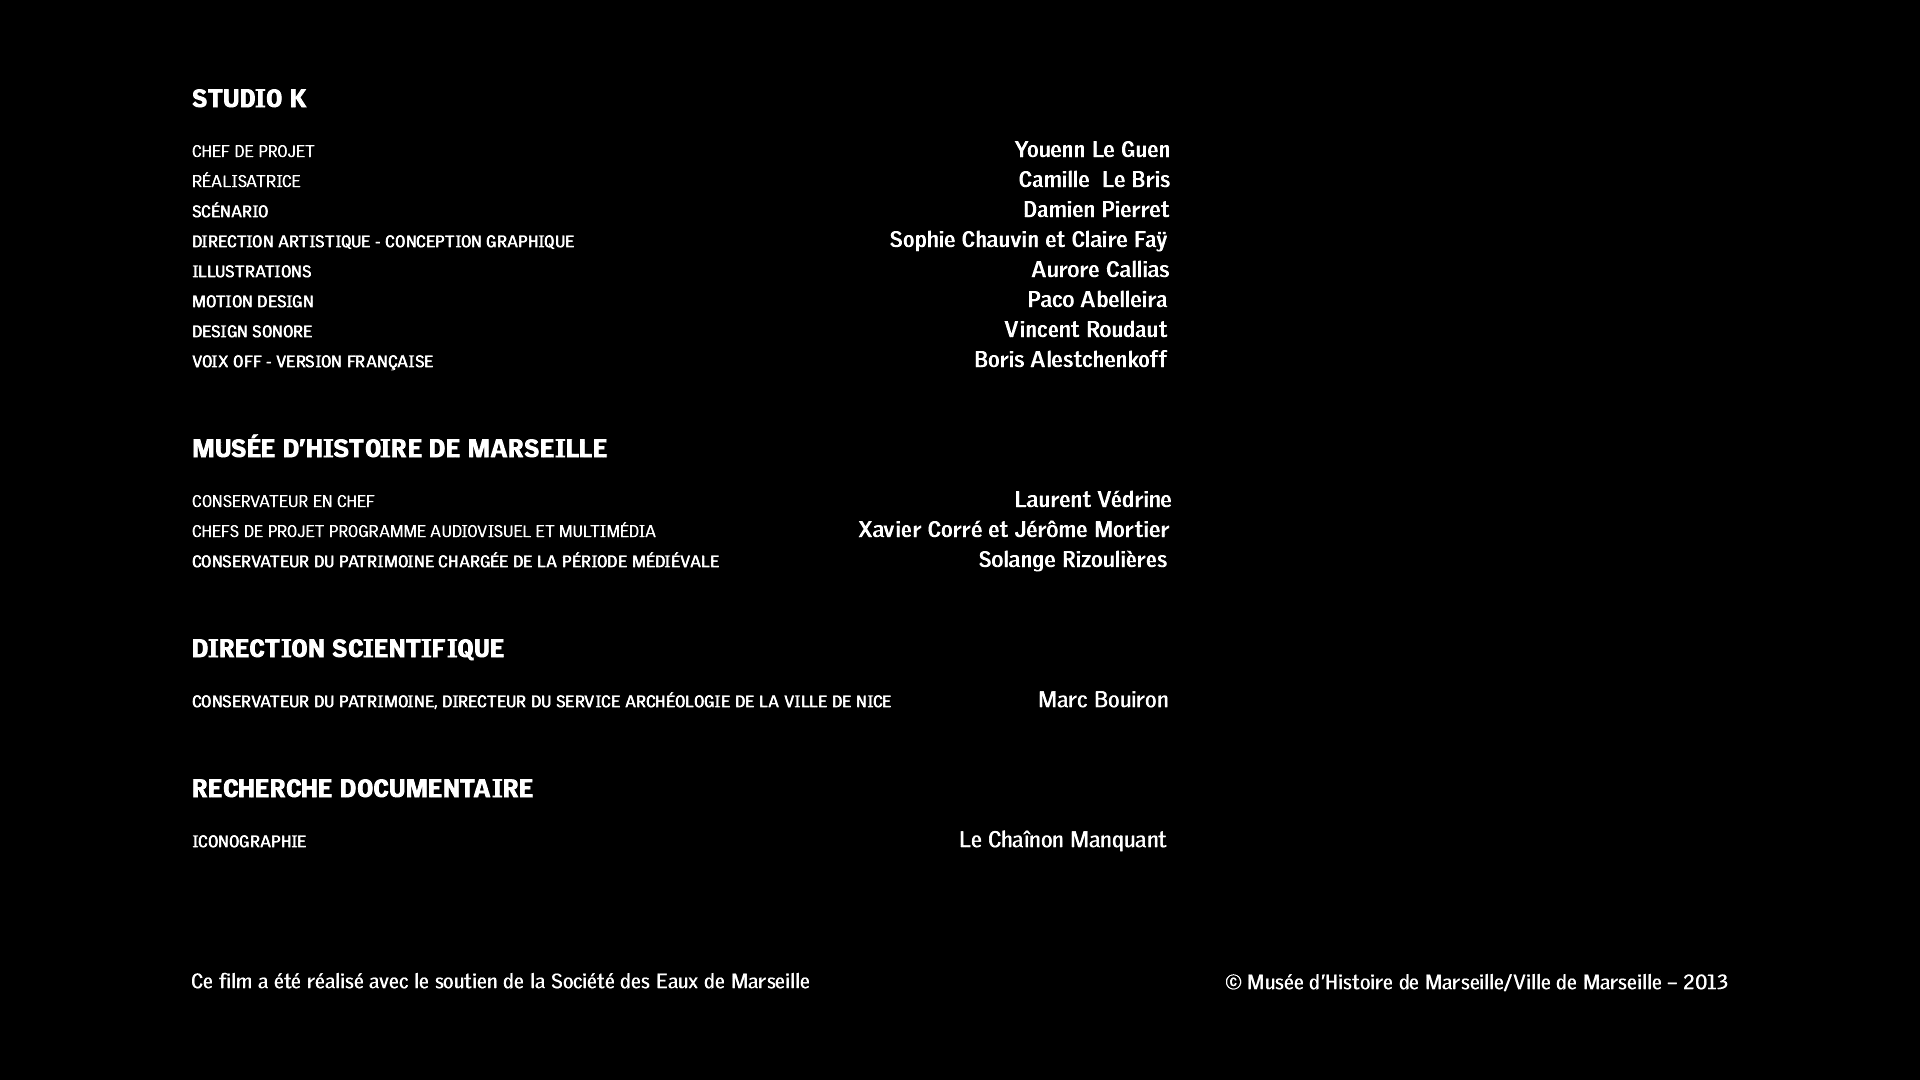 STUDIO K
CHEF DE PROJET Youenn Le Guen
RÉALISATRICE Camille Le Bris
SCÉNARIO Damien Pierret
DIRECTION ARTISTIQUE - CONCEPTION GRAPHIQUE Sophie Chauvin et Claire Faÿ
ILLUSTRATIONS Aurore Callias
MOTION DESIGN Paco Abelleira
DESIGN SONORE Vincent Roudaut
VOIX OFF - VERSION FRANÇAISE Boris Alestchenkoff
MUSÉE D'HISTOIRE DE MARSEILLE
CONSERVATEUR EN CHEF Laurent Védrine
CHEFS DE PROJET PROGRAMME AUDIOVISUEL ET MULTIMÉDIA Xavier Corré et Jérôme Mortier
CONSERVATEUR DU PATRIMOINE CHARGÉE DE LA PÉRIODE MÉDIÉVALE Solange Rizoulières
DIRECTION SCIENTIFIQUE
CONSERVATEUR DU PATRIMOINE, DIRECTEUR DU SERVICE ARCHÉOLOGIE DE LA VILLE DE NICE Marc Bouiron
RECHERCHE DOCUMENTAIRE
ICONOGRAPHIE Le Chaînon Manquant
Ce film a été réalisé avec le soutien de la Société des Eaux de Marseille
© Musée d'Histoire de Marseille/Ville de Marseille – 2013